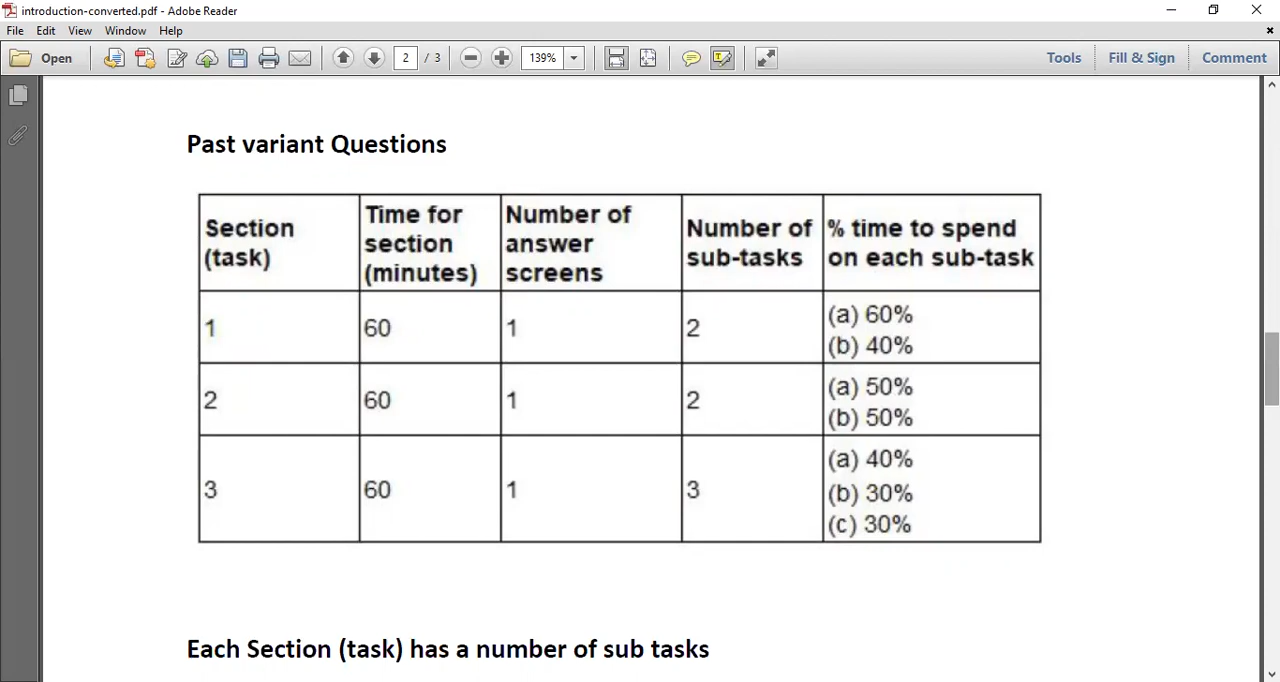 introduction-converted.pdf - Adobe Reader
File Edit View Window Help
Open 2 / 3 139% Tools Fill & Sign Comment
Past variant Questions
Section (task) Time for section (minutes) Number of answer screens Number of sub-tasks % time to spend on each sub-task
1 60 1 2 (a) 60%
(b) 40%
2 60 1 2 (a) 50%
(b) 50%
3 60 1 3 (a) 40%
(b) 30%
(c) 30%
Each Section (task) has a number of sub tasks